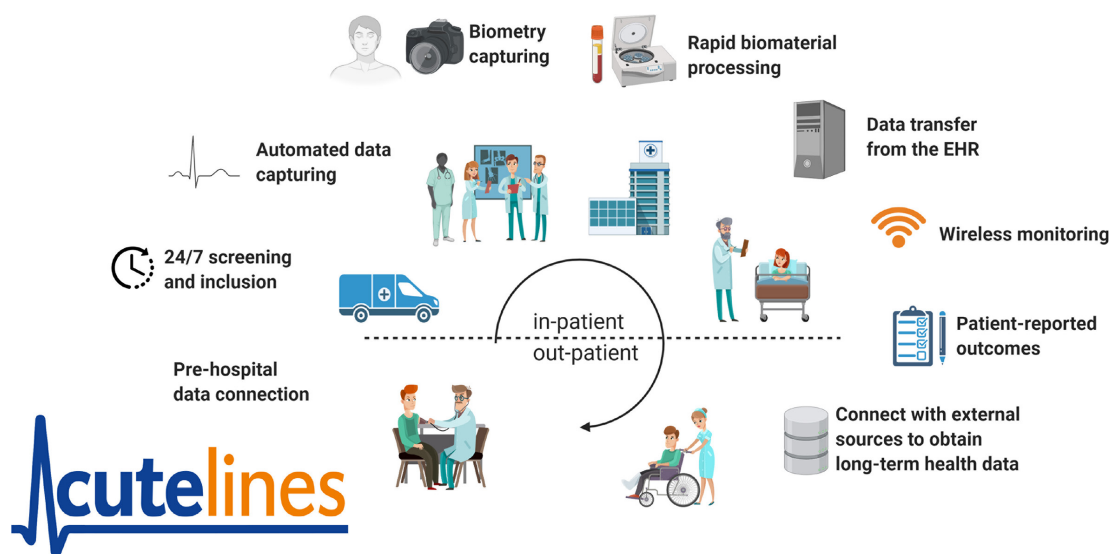 Biometry
capturing
Rapid biomaterial
processing
Data transfer
from the EHR
Automated data
capturing
Wireless monitoring
24/7 screening
and inclusion
in-patient
out-patient
Patient-reported
outcomes
Pre-hospital
data connection
Connect with external
sources to obtain
long-term health data
Acutelines